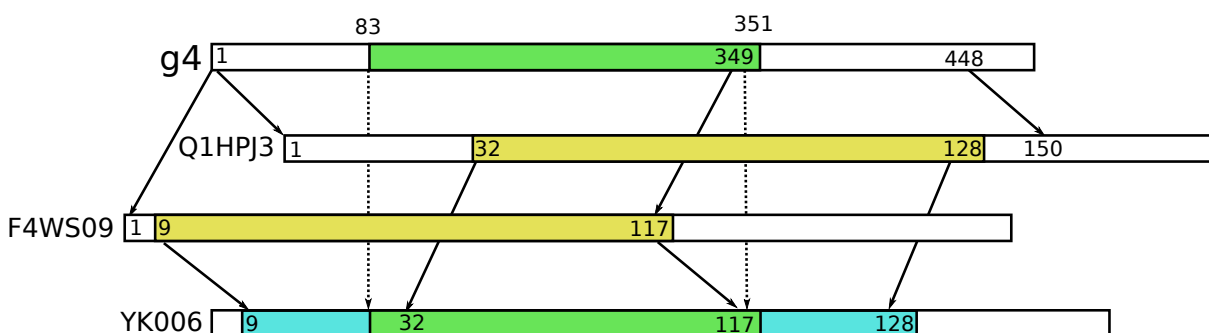 83 351
g4 1 349 448
Q1HPJ3 1 32 128 150
F4WS09 1 9 117
YK006 9 32 117 128